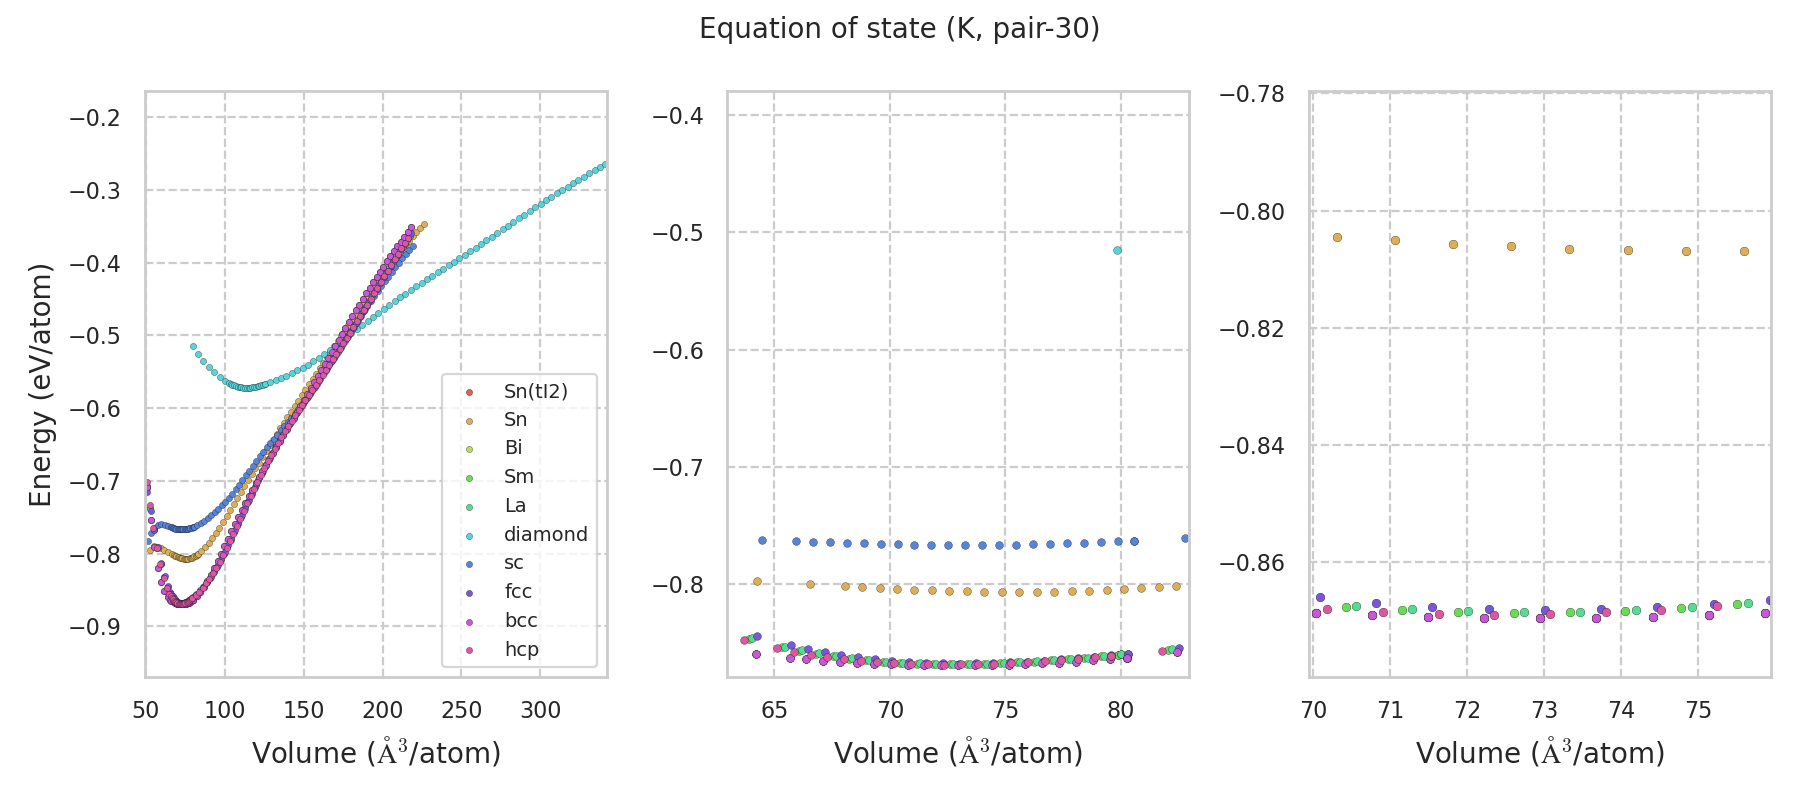 Equation of state (K, pair-30)
Energy (eV/atom)
−0.2
−0.3
−0.4
−0.5
−0.6
−0.7
−0.8
−0.9
50 100 150 200 250 300
Volume (Å³/atom)
Sn(tI2)
Sn
Bi
Sm
La
diamond
sc
fcc
bcc
hcp
−0.4
−0.5
−0.6
−0.7
−0.8
65 70 75 80
Volume (Å³/atom)
−0.78
−0.80
−0.82
−0.84
−0.86
70 71 72 73 74 75
Volume (Å³/atom)